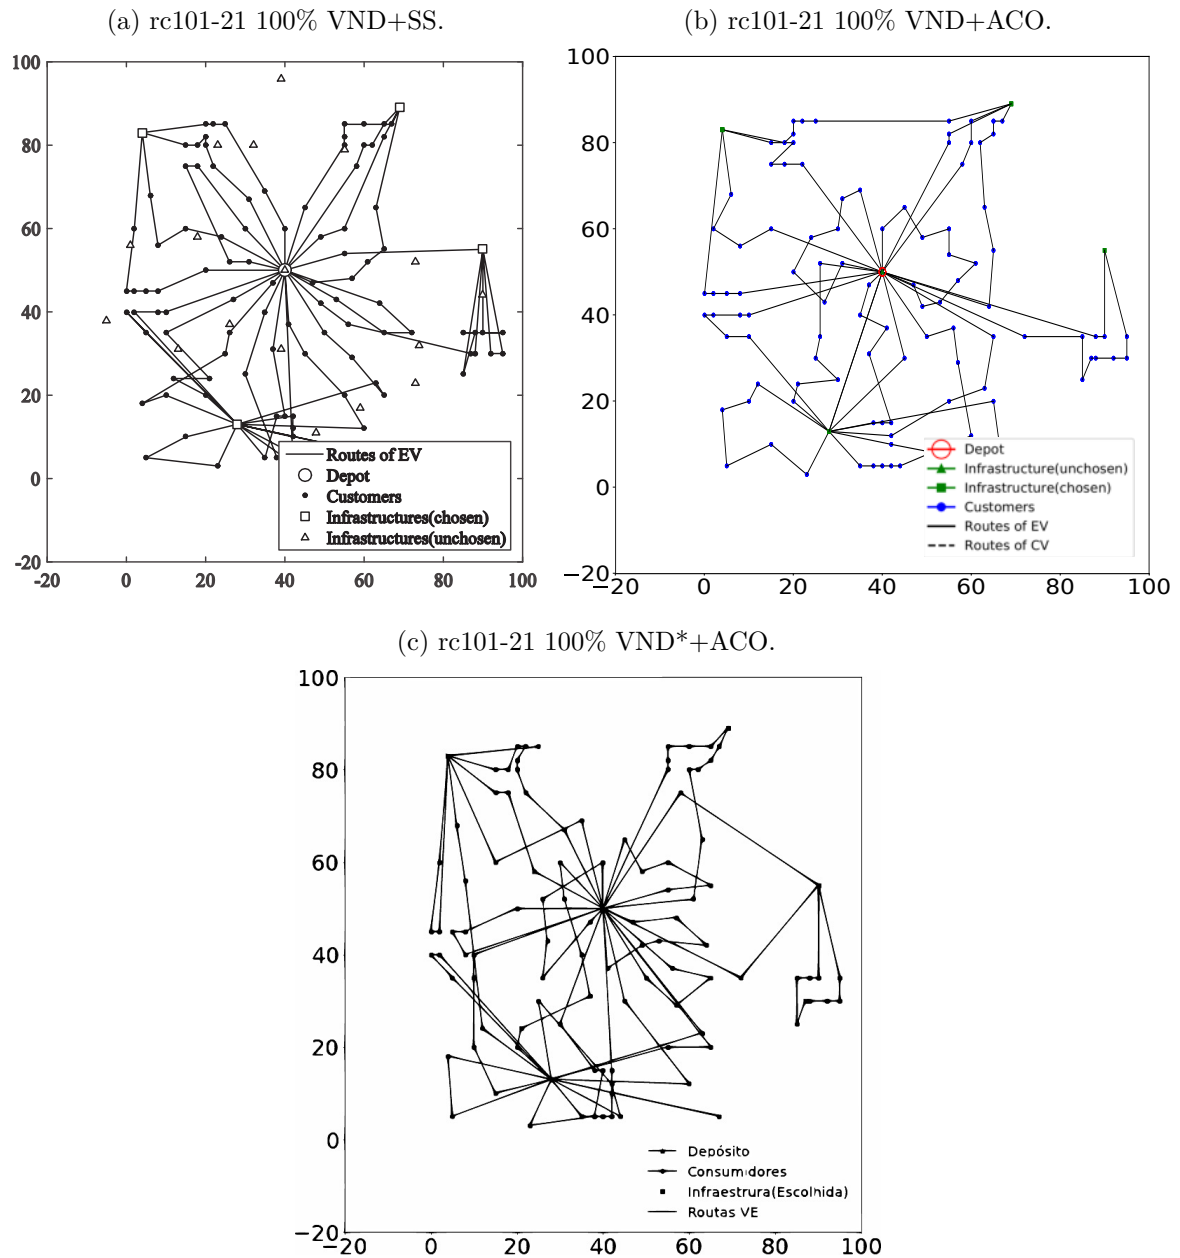 (a) rc101-21 100% VND+SS.
100
80
60
40
20
0
-20
-20
0
20
40
60
80
100
Routes of EV
Depot
Customers
Infrastructures(chosen)
Infrastructures(unchosen)
(b) rc101-21 100% VND+ACO.
100
80
60
40
20
0
−20
−20
0
20
40
60
80
100
Depot
Infrastructure(unchosen)
Infrastructure(chosen)
Customers
Routes of EV
Routes of CV
(c) rc101-21 100% VND*+ACO.
100
80
60
40
20
0
−20
−20
0
20
40
60
80
100
Depósito
Consumidores
Infraestrura(Escolhida)
Routas VE